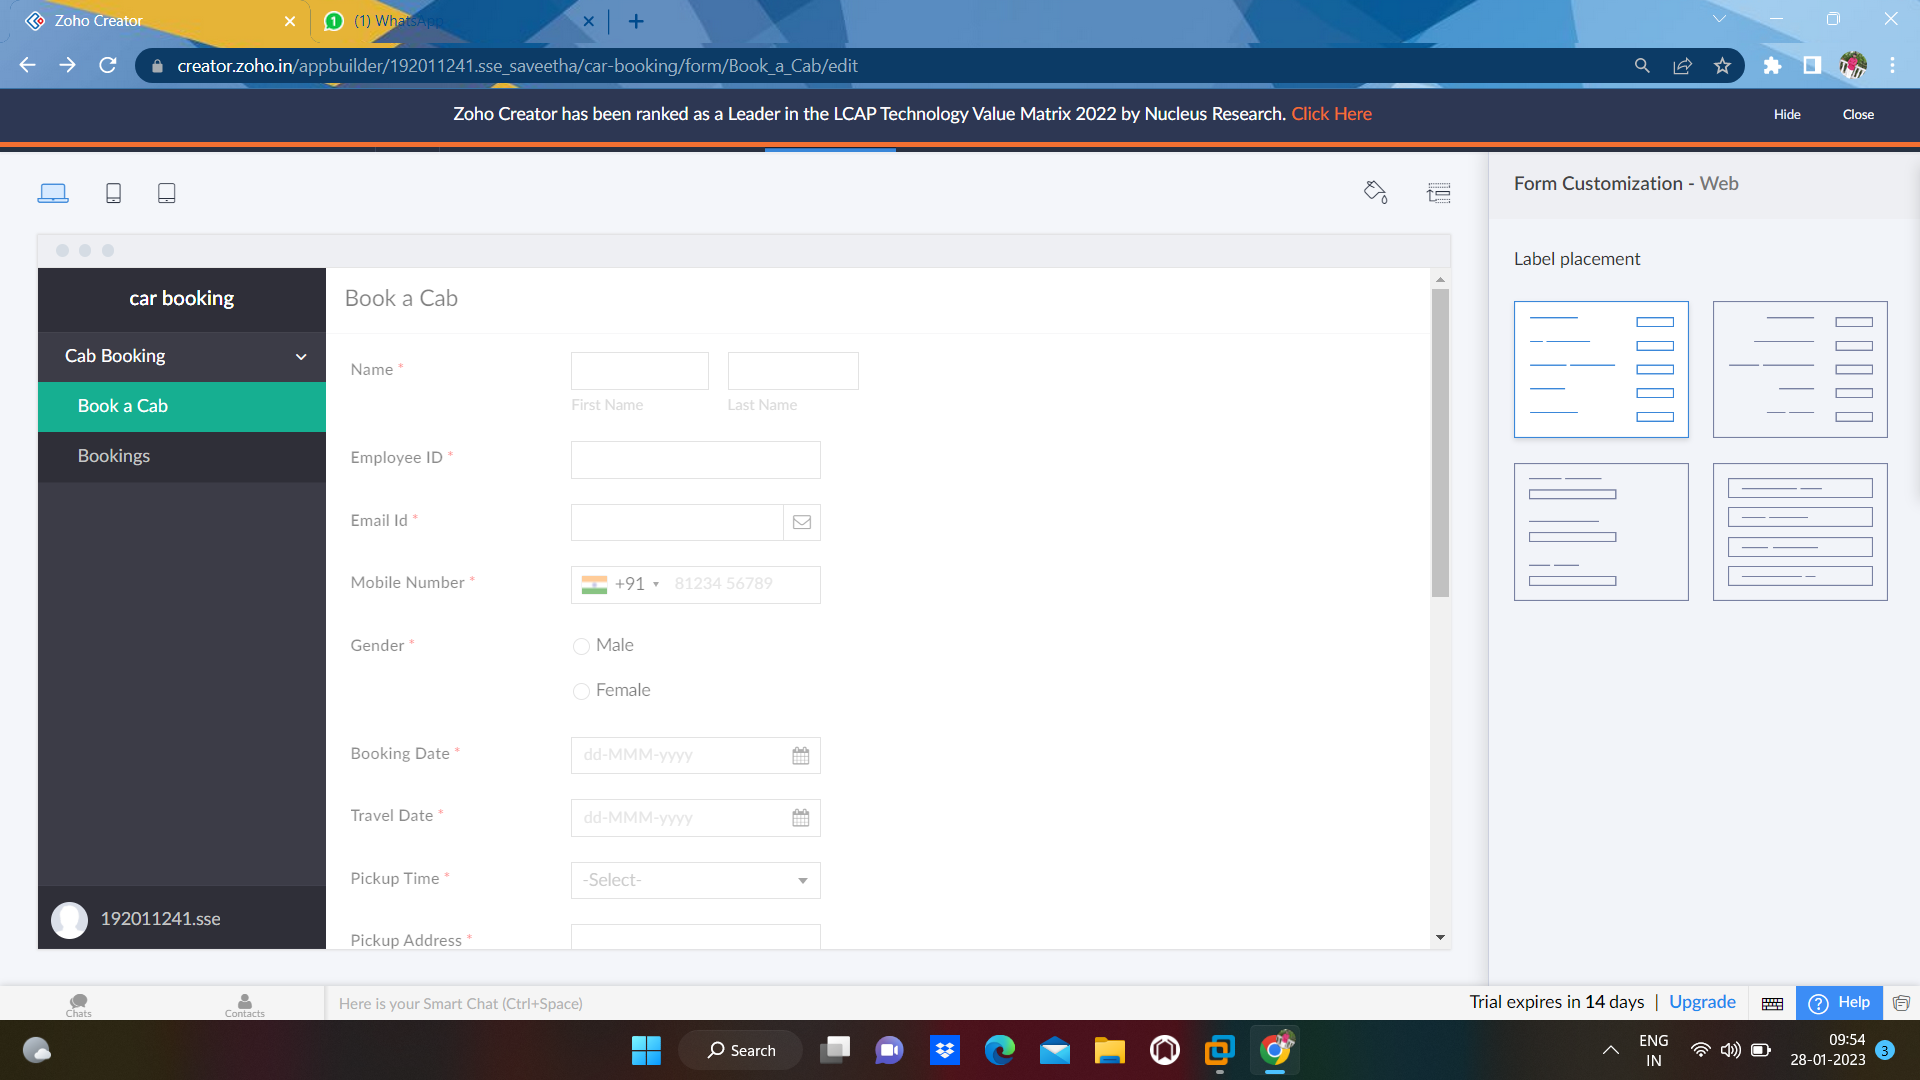 Zoho Creator
(1) WhatsApp
creator.zoho.in/appbuilder/192011241.sse_saveetha/car-booking/form/Book_a_Cab/edit
Zoho Creator has been ranked as a Leader in the LCAP Technology Value Matrix 2022 by Nucleus Research. Click Here
Hide
Close
Form Customization - Web
Label placement
car booking
Cab Booking
Book a Cab
Bookings
192011241.sse
Book a Cab
Name *
First Name
Last Name
Employee ID *
Email Id *
Mobile Number *
+91
81234 56789
Gender *
Male
Female
Booking Date *
dd-MMM-yyyy
Travel Date *
dd-MMM-yyyy
Pickup Time *
-Select-
Pickup Address *
Chats
Contacts
Here is your Smart Chat (Ctrl+Space)
Trial expires in 14 days | Upgrade
? Help
Search
ENG
IN
09:54
28-01-2023
3